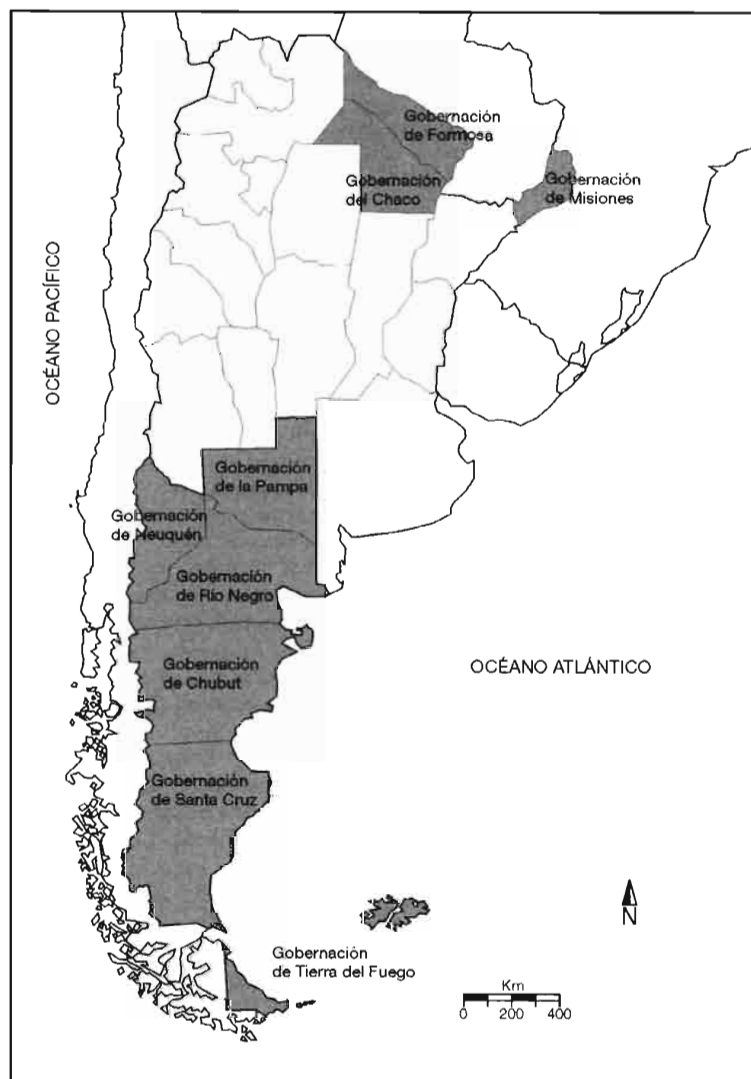 Gobernación
de Formosa
Gobernación
del Chaco
Gobernación
de Misiones
OCÉANO PACÍFICO
Gobernación
de la Pampa
Gobernación
de Neuquén
Gobernación
de Río Negro
Gobernación
de Chubut
OCÉANO ATLÁNTICO
Gobernación
de Santa Cruz
N
Gobernación
de Tierra del Fuego
Km
0 200 400